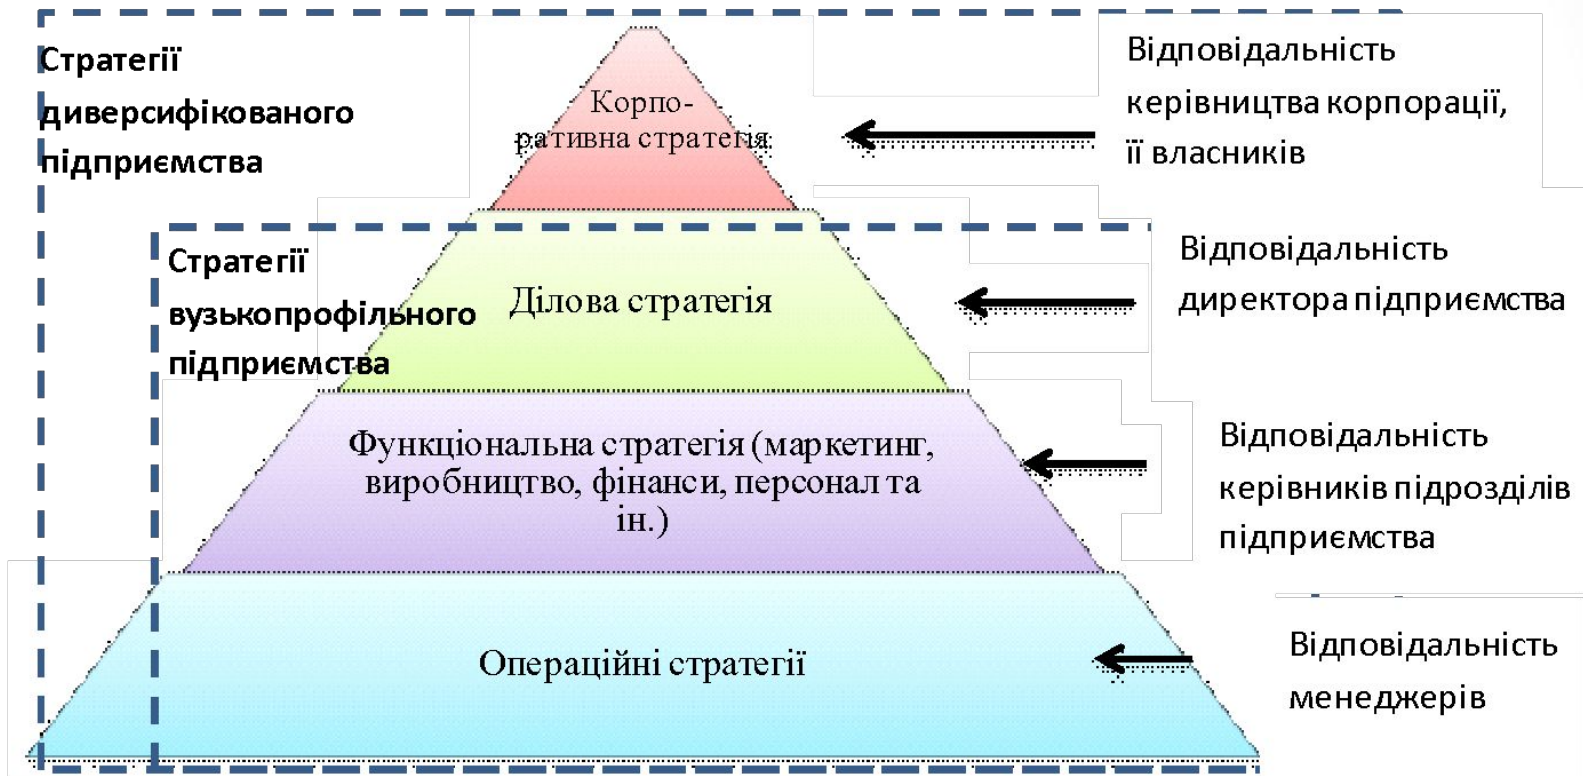 Стратегії
диверсифікованого
підприємства
Корпо-
ративна стратегія
Відповідальність
керівництва корпорації,
її власників
Стратегії
вузькопрофільного
підприємства
Ділова стратегія
Відповідальність
директора підприємства
Функціональна стратегія (маркетинг,
виробництво, фінанси, персонал та
ін.)
Відповідальність
керівників підрозділів
підприємства
Операційні стратегії
Відповідальність
менеджерів